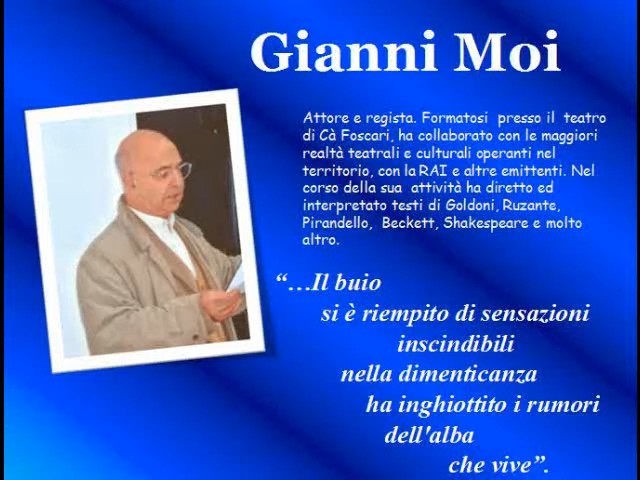 Gianni Moi
Attore e regista. Formatosi presso il teatro
di Cà Foscari, ha collaborato con le maggiori
realtà teatrali e culturali operanti nel
territorio, con la RAI e altre emittenti. Nel
corso della sua attività ha diretto ed
interpretato testi di Goldoni, Ruzante,
Pirandello, Beckett, Shakespeare e molto
altro.
“…Il buio
si è riempito di sensazioni
inscindibili
nella dimenticanza
ha inghiottito i rumori
dell'alba
che vive”.